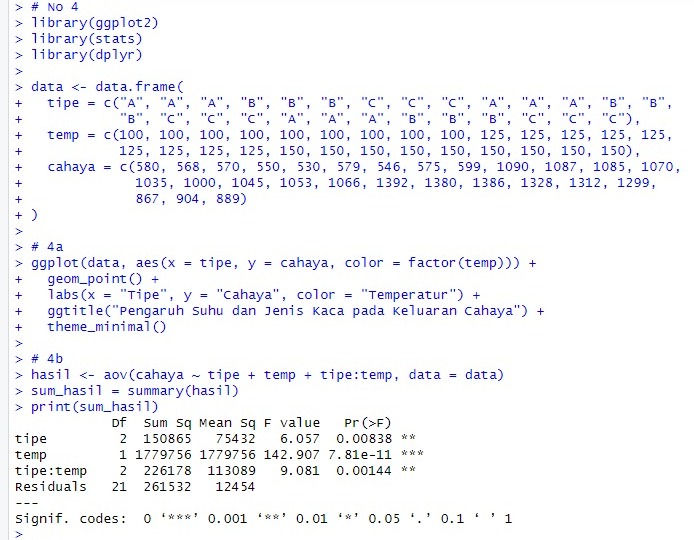 > # No 4
> library(ggplot2)
> library(stats)
> library(dplyr)
>
> data <- data.frame(
+   tipe = c("A", "A", "A", "B", "B", "B", "C", "C", "C", "A", "A", "A", "B", "B",
+            "B", "C", "C", "C", "A", "A", "A", "B", "B", "B", "C", "C", "C"),
+   temp = c(100, 100, 100, 100, 100, 100, 100, 100, 100, 125, 125, 125, 125, 125,
+            125, 125, 125, 125, 150, 150, 150, 150, 150, 150, 150, 150, 150),
+   cahaya = c(580, 568, 570, 550, 530, 579, 546, 575, 599, 1090, 1087, 1085, 1070,
+              1035, 1000, 1045, 1053, 1066, 1392, 1380, 1386, 1328, 1312, 1299,
+              867, 904, 889)
+ )
>
> # 4a
> ggplot(data, aes(x = tipe, y = cahaya, color = factor(temp))) +
+   geom_point() +
+   labs(x = "Tipe", y = "Cahaya", color = "Temperatur") +
+   ggtitle("Pengaruh Suhu dan Jenis Kaca pada Keluaran Cahaya") +
+   theme_minimal()
>
> # 4b
> hasil <- aov(cahaya ~ tipe + temp + tipe:temp, data = data)
> sum_hasil = summary(hasil)
> print(sum_hasil)
            Df  Sum Sq Mean Sq F value   Pr(>F)
tipe         2  150865   75432   6.057  0.00838 **
temp         1 1779756 1779756 142.907 7.81e-11 ***
tipe:temp    2  226178  113089   9.081  0.00144 **
Residuals   21  261532   12454
---
Signif. codes:  0 ‘***’ 0.001 ‘**’ 0.01 ‘*’ 0.05 ‘.’ 0.1 ‘ ’ 1
>